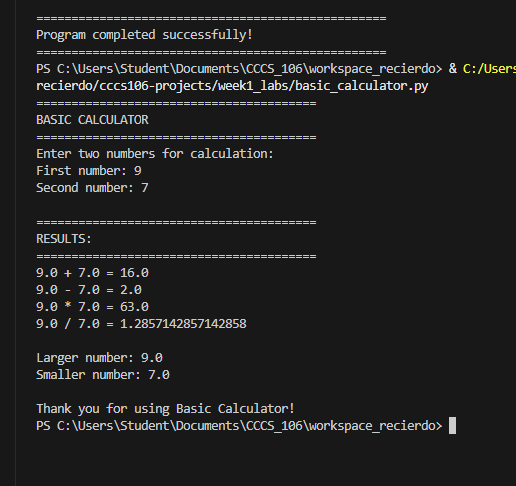 ==================================================
Program completed successfully!
==================================================
PS C:\Users\Student\Documents\CCCS_106\workspace_recierdo> & C:/Users
recierdo/cccs106-projects/week1_labs/basic_calculator.py
========================================
BASIC CALCULATOR
========================================
Enter two numbers for calculation:
First number: 9
Second number: 7
========================================
RESULTS:
========================================
9.0 + 7.0 = 16.0
9.0 - 7.0 = 2.0
9.0 * 7.0 = 63.0
9.0 / 7.0 = 1.2857142857142858
Larger number: 9.0
Smaller number: 7.0
Thank you for using Basic Calculator!
PS C:\Users\Student\Documents\CCCS_106\workspace_recierdo>